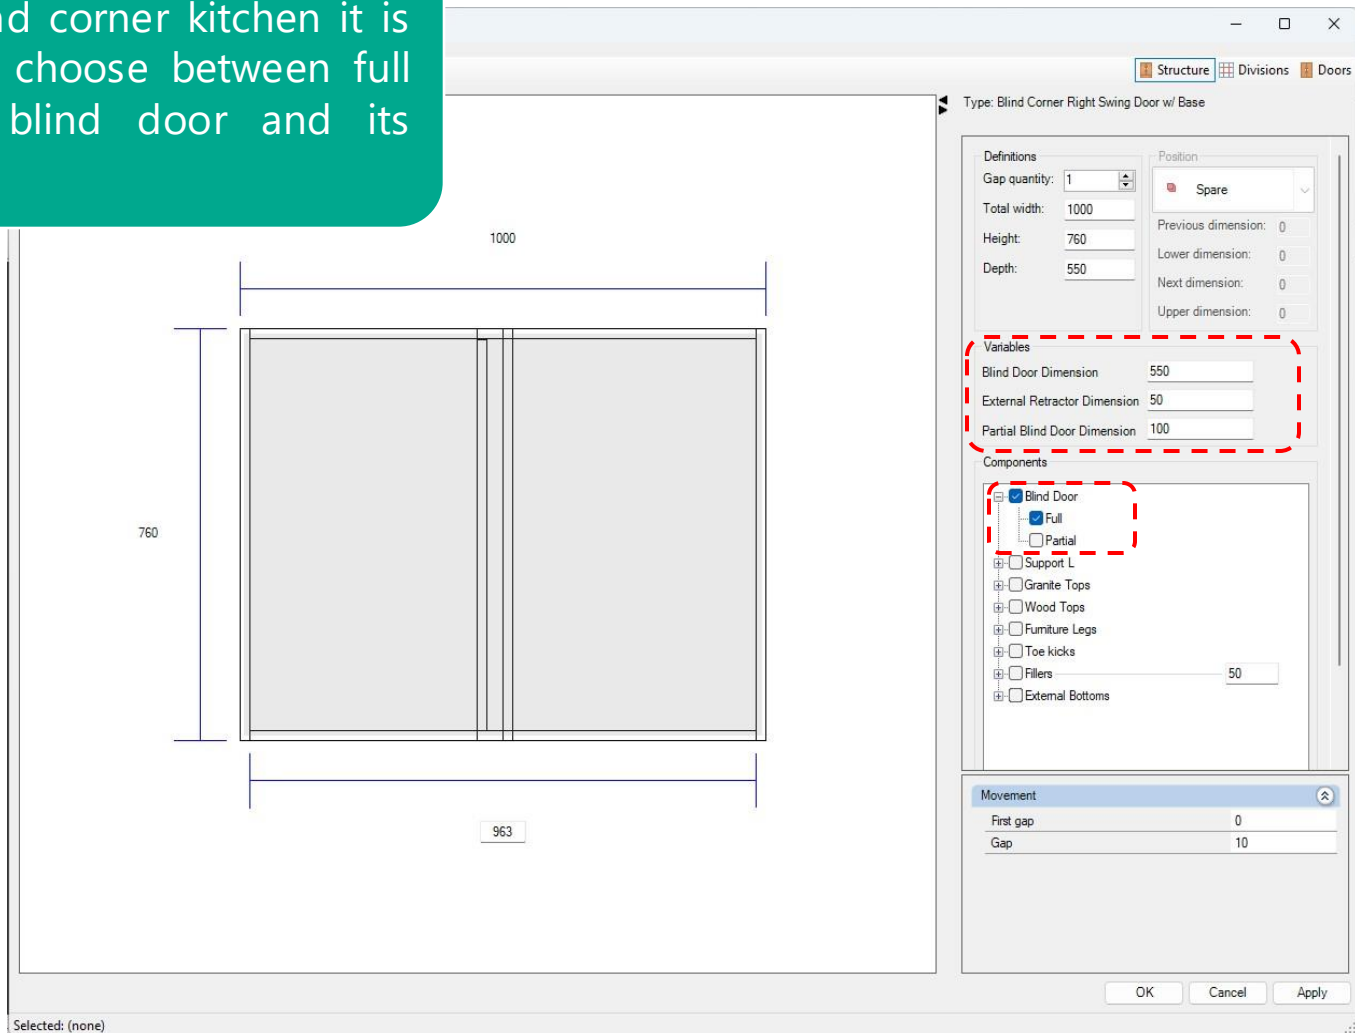 nd corner kitchen it is
choose between full
blind door and its
Structure Divisions Doors
Type: Blind Corner Right Swing Door w/ Base
Definitions
Gap quantity: 1
Total width: 1000
Height: 760
Depth: 550
Position
Spare
Previous dimension: 0
Lower dimension: 0
Next dimension: 0
Upper dimension: 0
Variables
Blind Door Dimension 550
External Retractor Dimension 50
Partial Blind Door Dimension 100
Components
Blind Door
Full
Partial
Support L
Granite Tops
Wood Tops
Furniture Legs
Toe kicks
Fillers 50
External Bottoms
1000
760
963
Movement
First gap 0
Gap 10
OK Cancel Apply
Selected: (none)